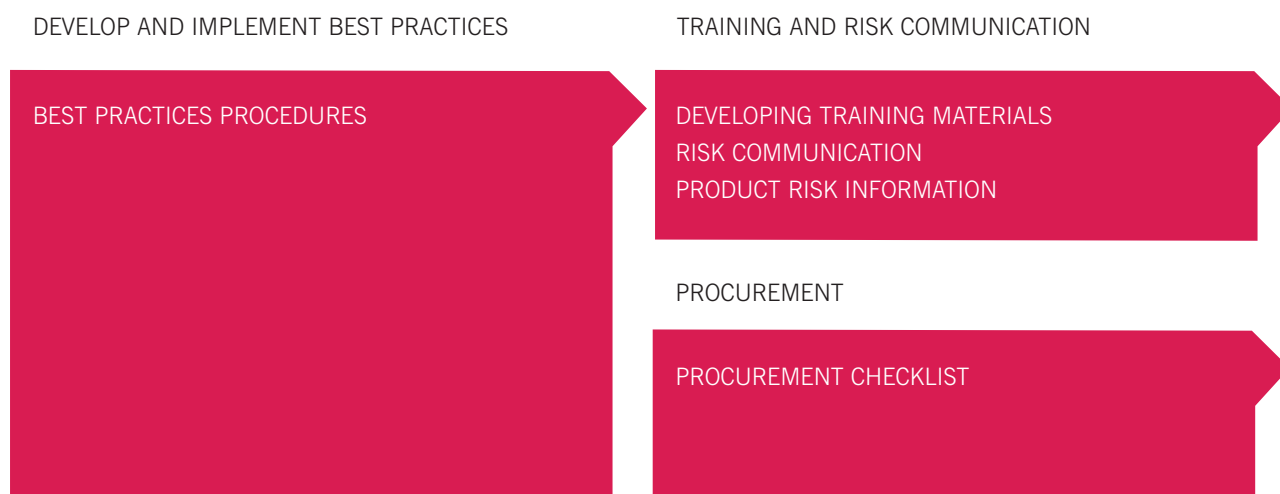 DEVELOP AND IMPLEMENT BEST PRACTICES
BEST PRACTICES PROCEDURES
TRAINING AND RISK COMMUNICATION
DEVELOPING TRAINING MATERIALS
RISK COMMUNICATION
PRODUCT RISK INFORMATION
PROCUREMENT
PROCUREMENT CHECKLIST